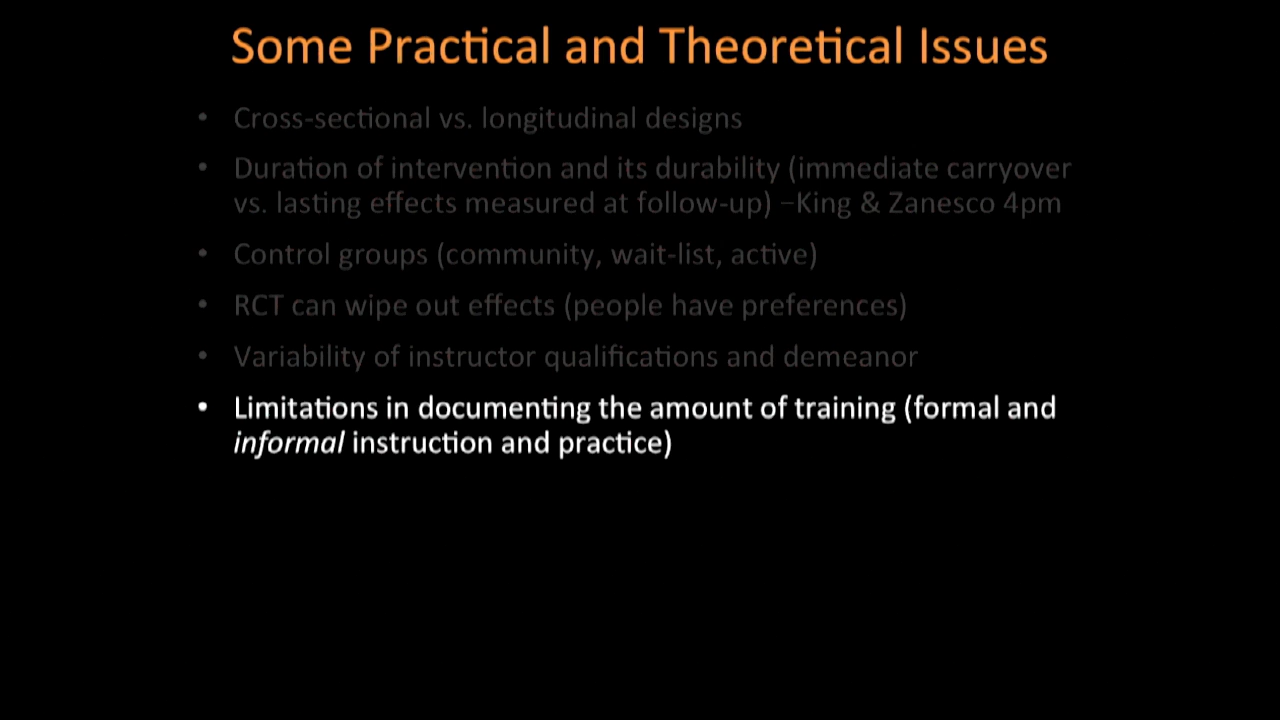 Some Practical and Theoretical Issues
• Cross-sectional vs. longitudinal designs
• Duration of intervention and its durability (immediate carryover
vs. lasting effects measured at follow-up) –King & Zanesco 4pm
• Control groups (community, wait-list, active)
• RCT can wipe out effects (people have preferences)
• Variability of instructor qualifications and demeanor
• Limitations in documenting the amount of training (formal and
informal instruction and practice)